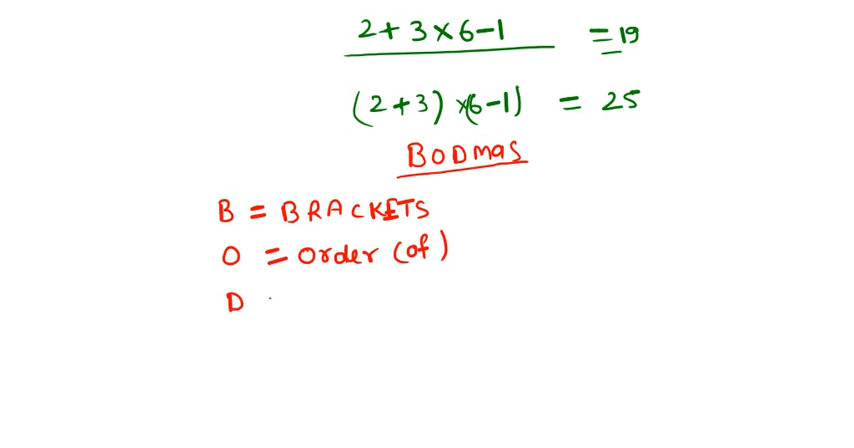 2 + 3 × 6 - 1 = 19
(2 + 3) × (6 - 1) = 25
BODMAS
B = BRACKETS
O = Order (of)
D